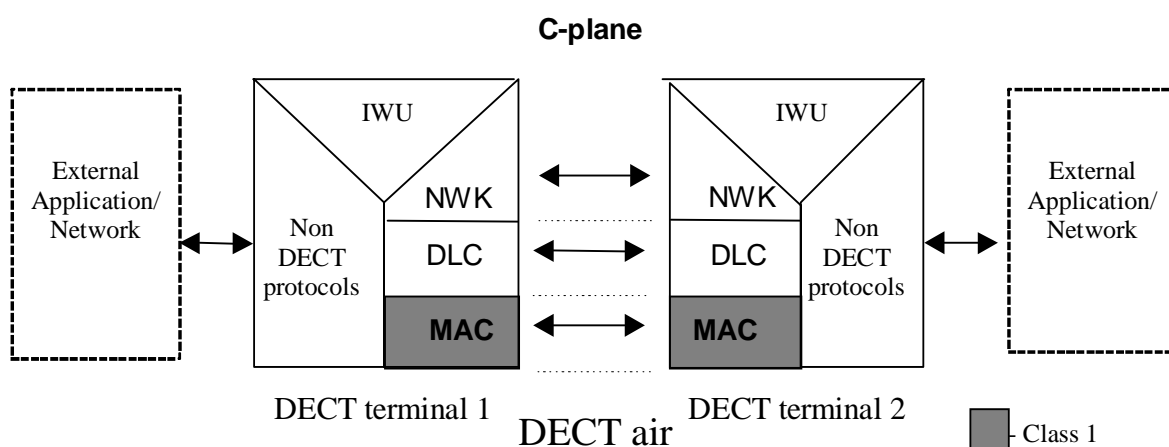 C-plane
External
Application/
Network
IWU
Non
DECT
protocols
NWK
DLC
MAC
IWU
NWK
DLC
MAC
Non
DECT
protocols
External
Application/
Network
DECT terminal 1
DECT terminal 2
DECT air
- Class 1